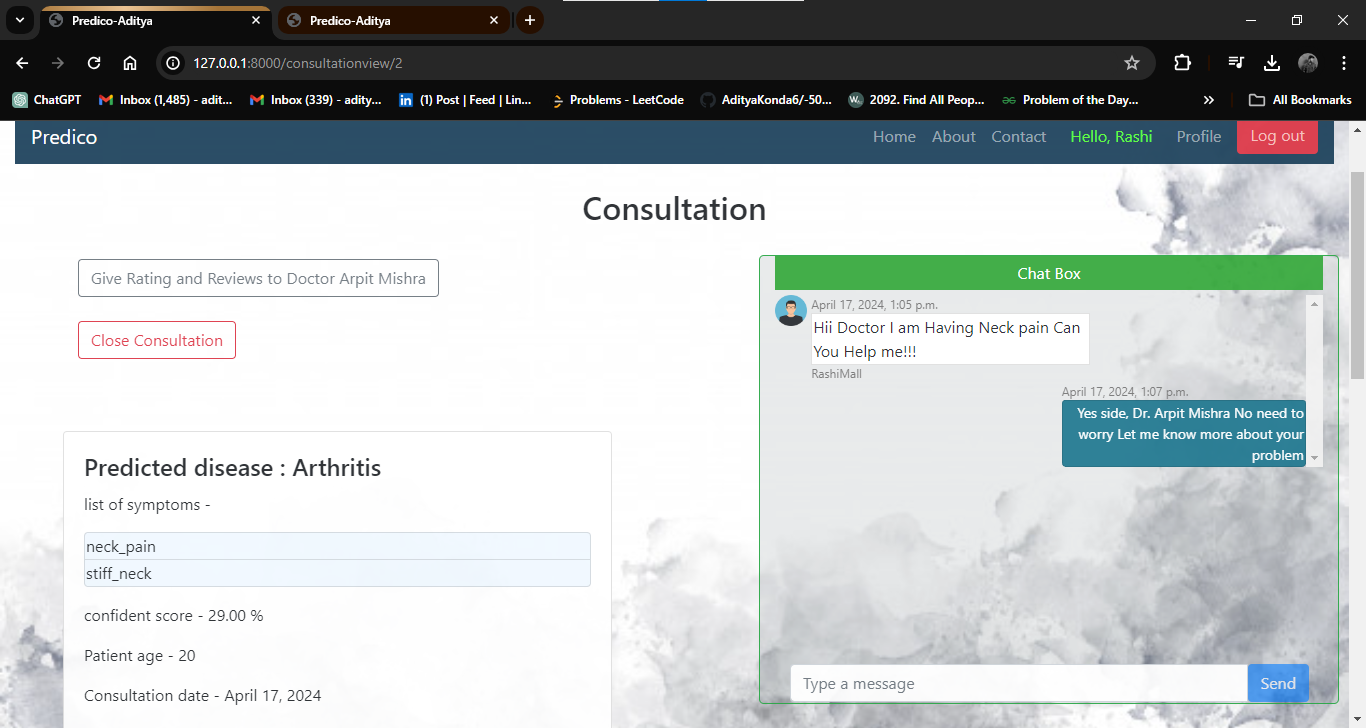 Predico-Aditya
Predico-Aditya
127.0.0.1:8000/consultationview/2
ChatGPT
Inbox (1,485) - adit...
Inbox (339) - adity...
(1) Post | Feed | Lin...
Problems - LeetCode
AdityaKonda6/-50...
2092. Find All Peop...
Problem of the Day...
All Bookmarks
Predico
Home
About
Contact
Hello, Rashi
Profile
Log out
Consultation
Give Rating and Reviews to Doctor Arpit Mishra
Close Consultation
Predicted disease : Arthritis
list of symptoms -
neck_pain
stiff_neck
confident score - 29.00 %
Patient age - 20
Consultation date - April 17, 2024
Chat Box
April 17, 2024, 1:05 p.m.
Hii Doctor I am Having Neck pain Can
You Help me!!!
RashiMall
April 17, 2024, 1:07 p.m.
Yes side, Dr. Arpit Mishra No need to
worry Let me know more about your
problem
Type a message
Send